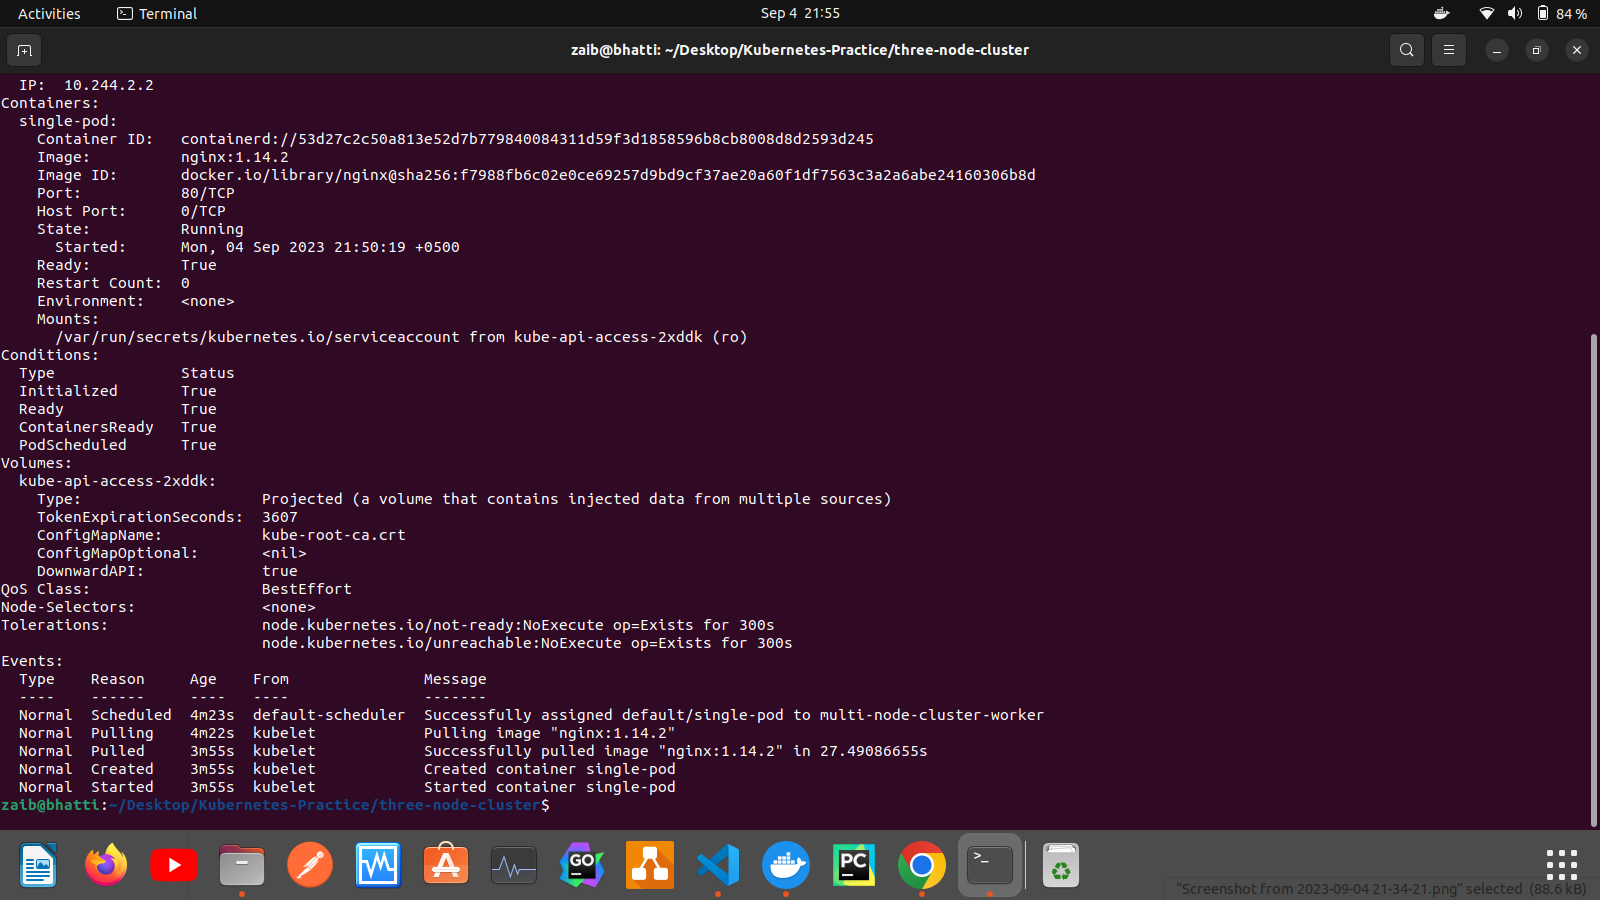 Activities
Terminal
Sep 4 21:55
84 %
zaib@bhatti: ~/Desktop/Kubernetes-Practice/three-node-cluster
IP: 10.244.2.2
Containers:
single-pod:
Container ID: containerd://53d27c2c50a813e52d7b779840084311d59f3d1858596b8cb8008d8d2593d245
Image: nginx:1.14.2
Image ID: docker.io/library/nginx@sha256:f7988fb6c02e0ce69257d9bd9cf37ae20a60f1df7563c3a2a6abe24160306b8d
Port: 80/TCP
Host Port: 0/TCP
State: Running
Started: Mon, 04 Sep 2023 21:50:19 +0500
Ready: True
Restart Count: 0
Environment: <none>
Mounts:
/var/run/secrets/kubernetes.io/serviceaccount from kube-api-access-2xddk (ro)
Conditions:
Type Status
Initialized True
Ready True
ContainersReady True
PodScheduled True
Volumes:
kube-api-access-2xddk:
Type: Projected (a volume that contains injected data from multiple sources)
TokenExpirationSeconds: 3607
ConfigMapName: kube-root-ca.crt
ConfigMapOptional: <nil>
DownwardAPI: true
QoS Class: BestEffort
Node-Selectors: <none>
Tolerations: node.kubernetes.io/not-ready:NoExecute op=Exists for 300s
node.kubernetes.io/unreachable:NoExecute op=Exists for 300s
Events:
Type Reason Age From Message
---- ------ ---- ---- -------
Normal Scheduled 4m23s default-scheduler Successfully assigned default/single-pod to multi-node-cluster-worker
Normal Pulling 4m22s kubelet Pulling image "nginx:1.14.2"
Normal Pulled 3m55s kubelet Successfully pulled image "nginx:1.14.2" in 27.49086655s
Normal Created 3m55s kubelet Created container single-pod
Normal Started 3m55s kubelet Started container single-pod
zaib@bhatti:~/Desktop/Kubernetes-Practice/three-node-cluster$
GO
PC
>_
"Screenshot from 2023-09-04 21-34-21.png" selected (88.6 kB)